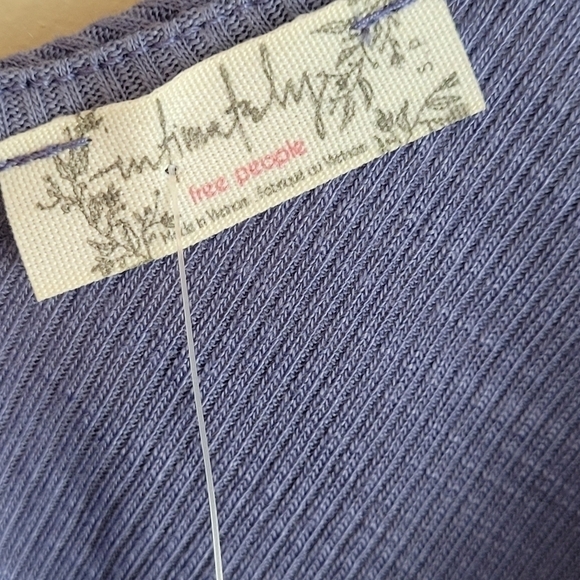 intimately
free people
Made in Vietnam Fabriqué au Vietnam
S